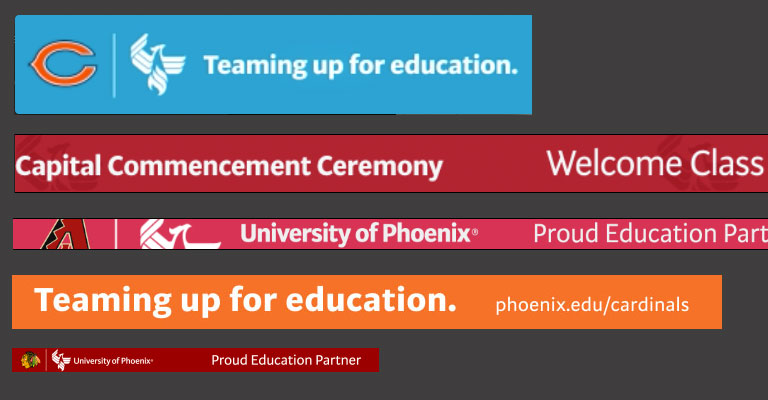 Teaming up for education.
Capital Commencement Ceremony Welcome Class
University of Phoenix® Proud Education Part
Teaming up for education. phoenix.edu/cardinals
University of Phoenix® Proud Education Partner